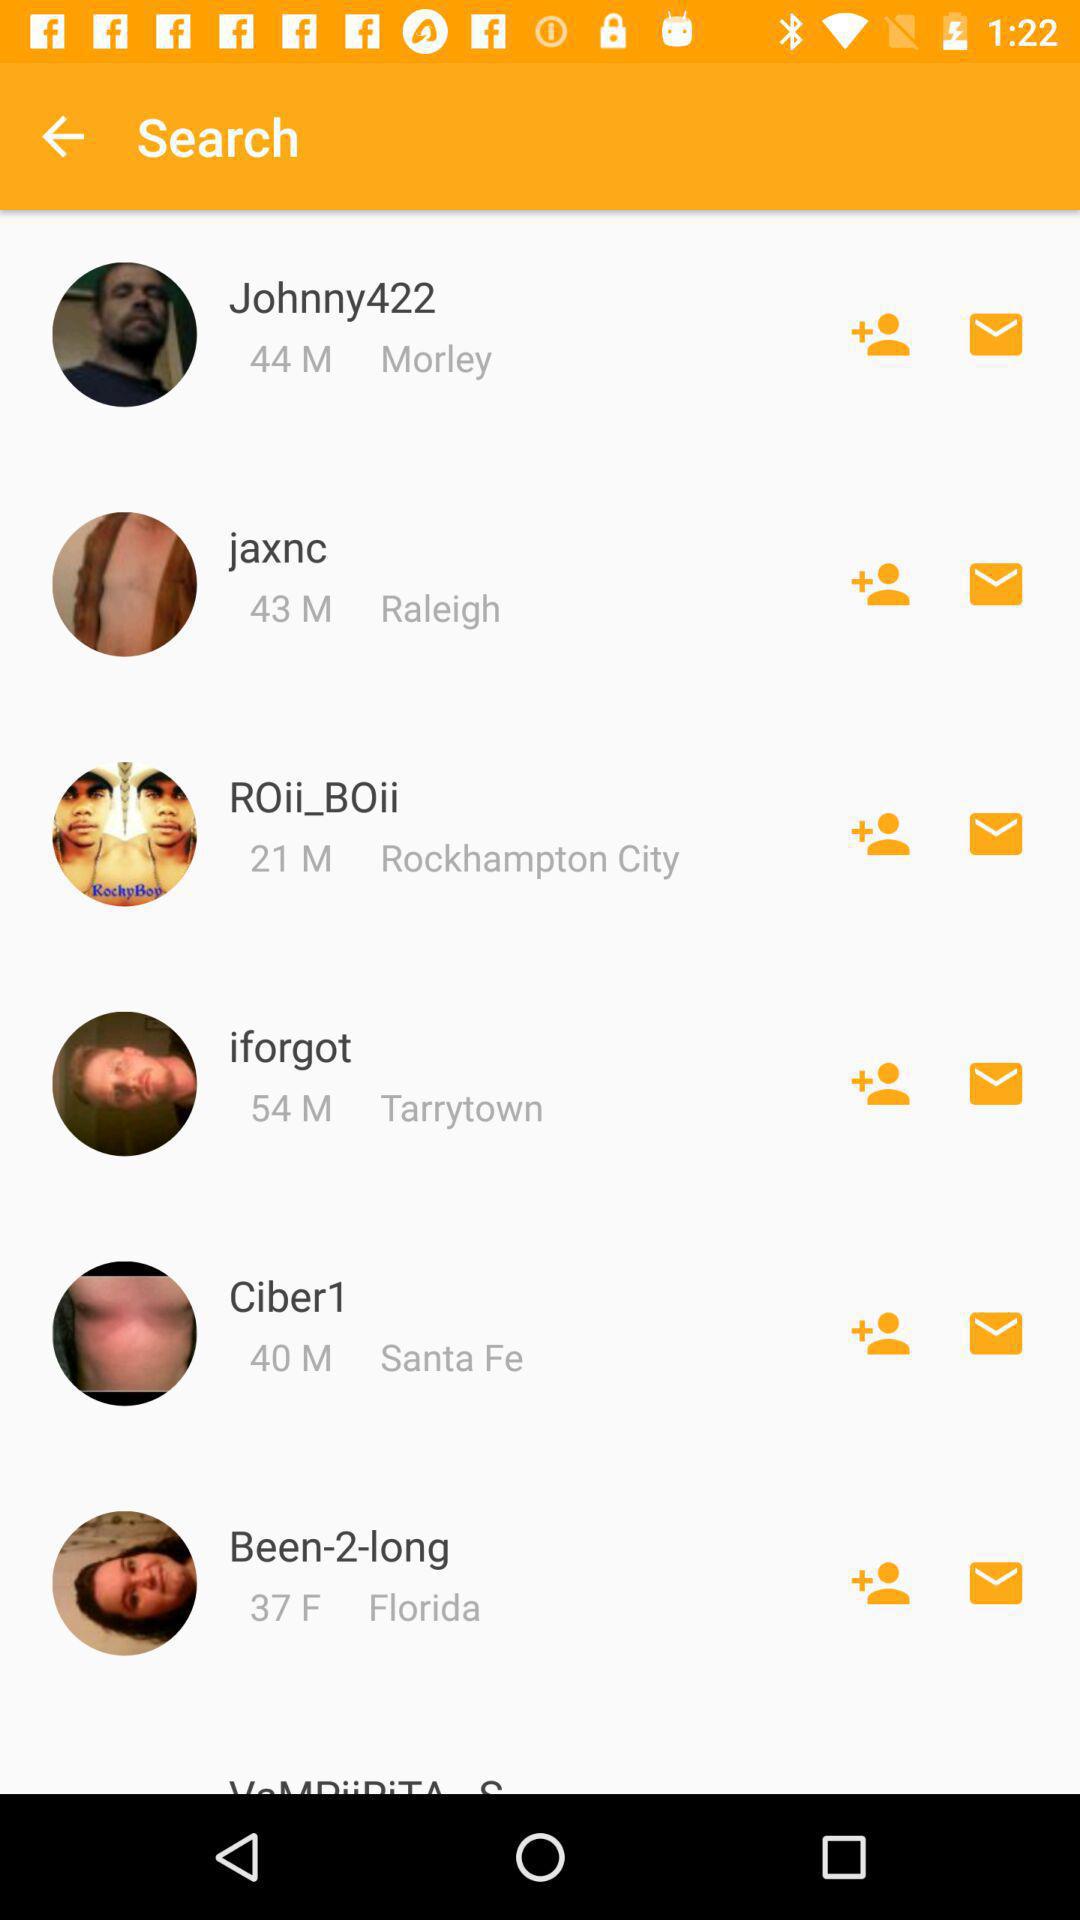 1:22
Search
Johnny422
44 M Morley
jaxnc
43 M Raleigh
ROii_BOii
21 M Rockhampton City
RockyBoy
iforgot
54 M Tarrytown
Ciber1
40 M Santa Fe
Been-2-long
37 F Florida